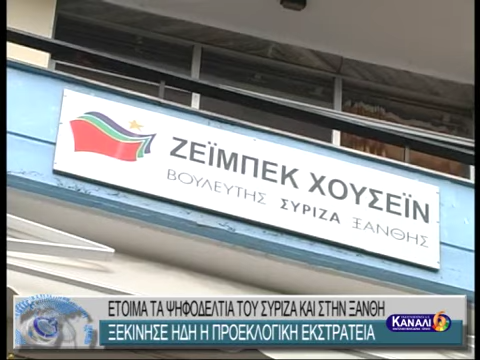 ΖΕΪΜΠΕΚ ΧΟΥΣΕΪΝ
ΒΟΥΛΕΥΤΗΣ ΣΥΡΙΖΑ ΞΑΝΘΗΣ
ΕΤΟΙΜΑ ΤΑ ΨΗΦΟΔΕΛΤΙΑ ΤΟΥ ΣΥΡΙΖΑ ΚΑΙ ΣΤΗΝ ΞΑΝΘΗ
ΞΕΚΙΝΗΣΕ ΗΔΗ Η ΠΡΟΕΚΛΟΓΙΚΗ ΕΚΣΤΡΑΤΕΙΑ
ΚΑΝΑΛΙ 6